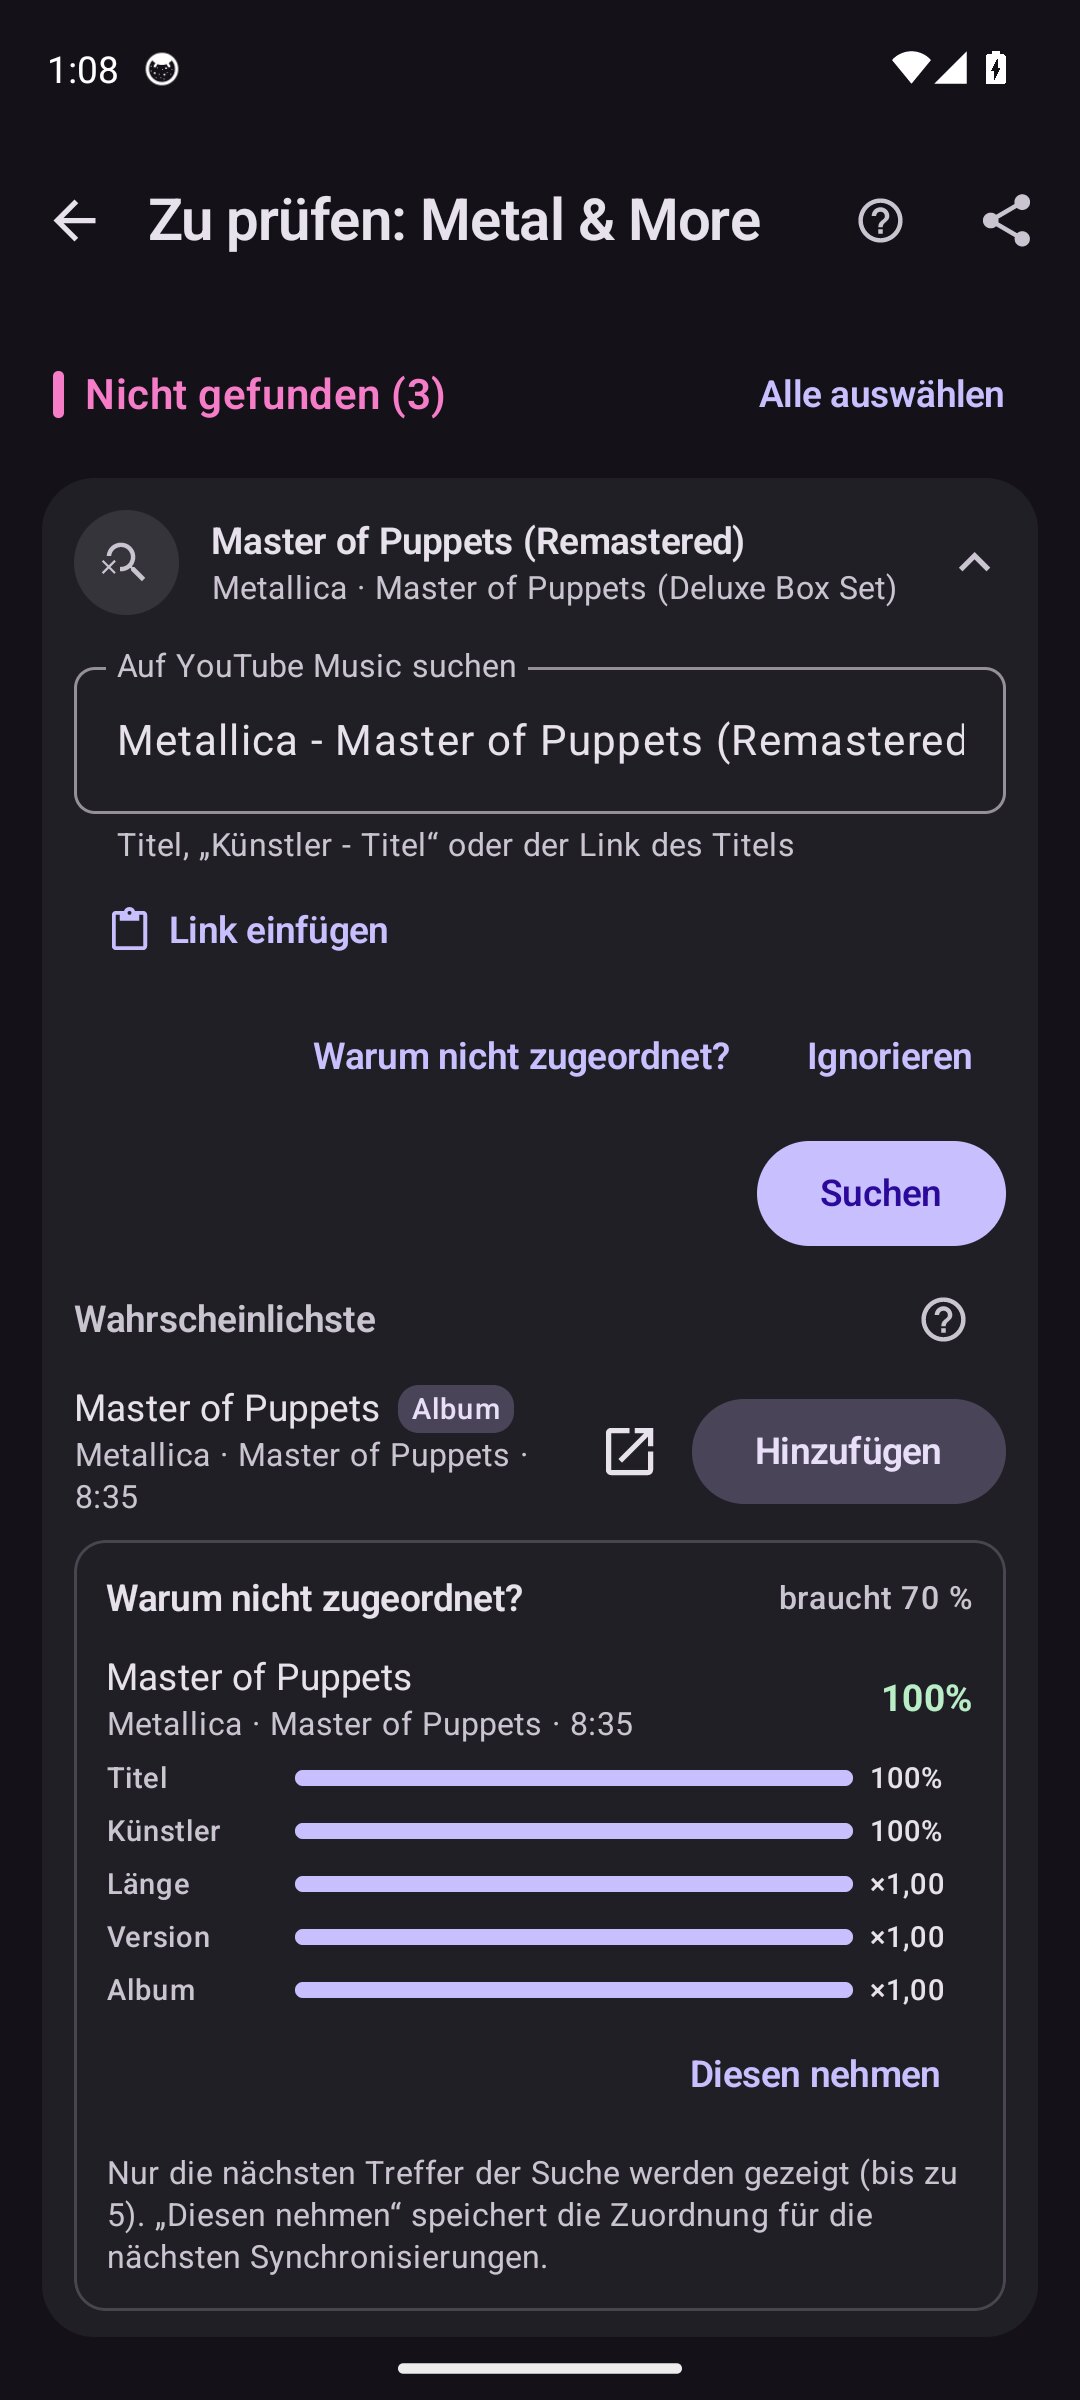 1:08
Zu prüfen: Metal & More
Nicht gefunden (3)
Alle auswählen
Master of Puppets (Remastered)
Metallica · Master of Puppets (Deluxe Box Set)
Auf YouTube Music suchen
Metallica - Master of Puppets (Remastered
Titel, „Künstler - Titel“ oder der Link des Titels
Link einfügen
Warum nicht zugeordnet?
Ignorieren
Suchen
Wahrscheinlichste
Master of Puppets Album
Metallica · Master of Puppets ·
8:35
Hinzufügen
Warum nicht zugeordnet?
braucht 70 %
Master of Puppets
Metallica · Master of Puppets · 8:35
100%
Titel 100%
Künstler 100%
Länge ×1,00
Version ×1,00
Album ×1,00
Diesen nehmen
Nur die nächsten Treffer der Suche werden gezeigt (bis zu
5). „Diesen nehmen“ speichert die Zuordnung für die
nächsten Synchronisierungen.